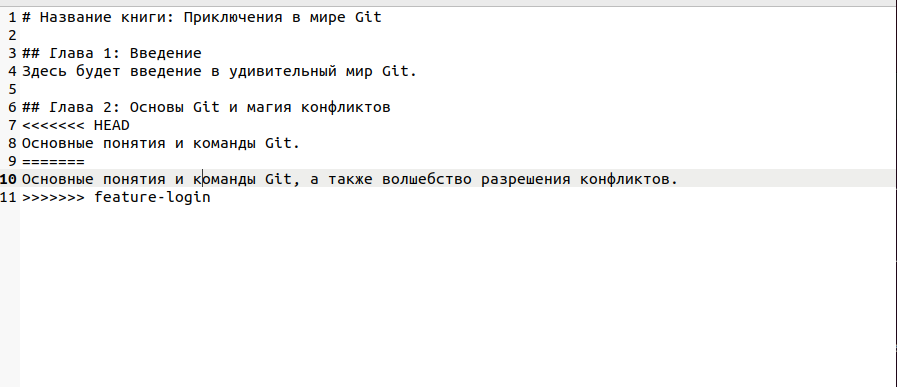 1 # Название книги: Приключения в мире Git
2
3 ## Глава 1: Введение
4 Здесь будет введение в удивительный мир Git.
5
6 ## Глава 2: Основы Git и магия конфликтов
7 <<<<<<< HEAD
8 Основные понятия и команды Git.
9 =======
10 Основные понятия и команды Git, а также волшебство разрешения конфликтов.
11 >>>>>>> feature-login